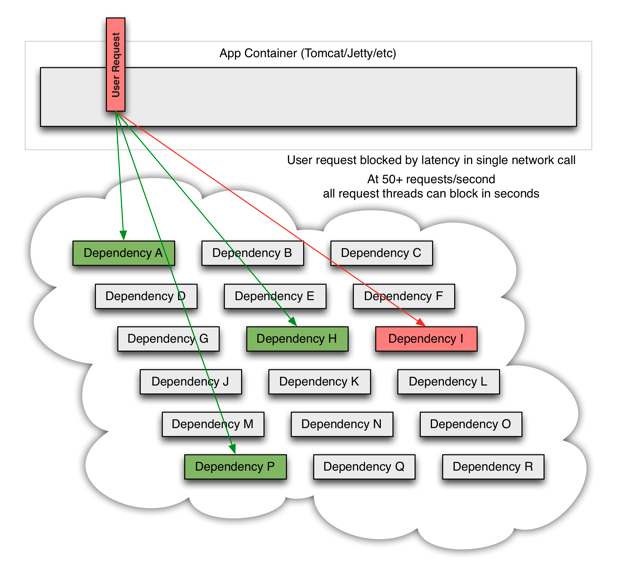 User Request
App Container (Tomcat/Jetty/etc)
User request blocked by latency in single network call
At 50+ requests/second
all request threads can block in seconds
Dependency A
Dependency B
Dependency C
Dependency D
Dependency E
Dependency F
Dependency G
Dependency H
Dependency I
Dependency J
Dependency K
Dependency L
Dependency M
Dependency N
Dependency O
Dependency P
Dependency Q
Dependency R